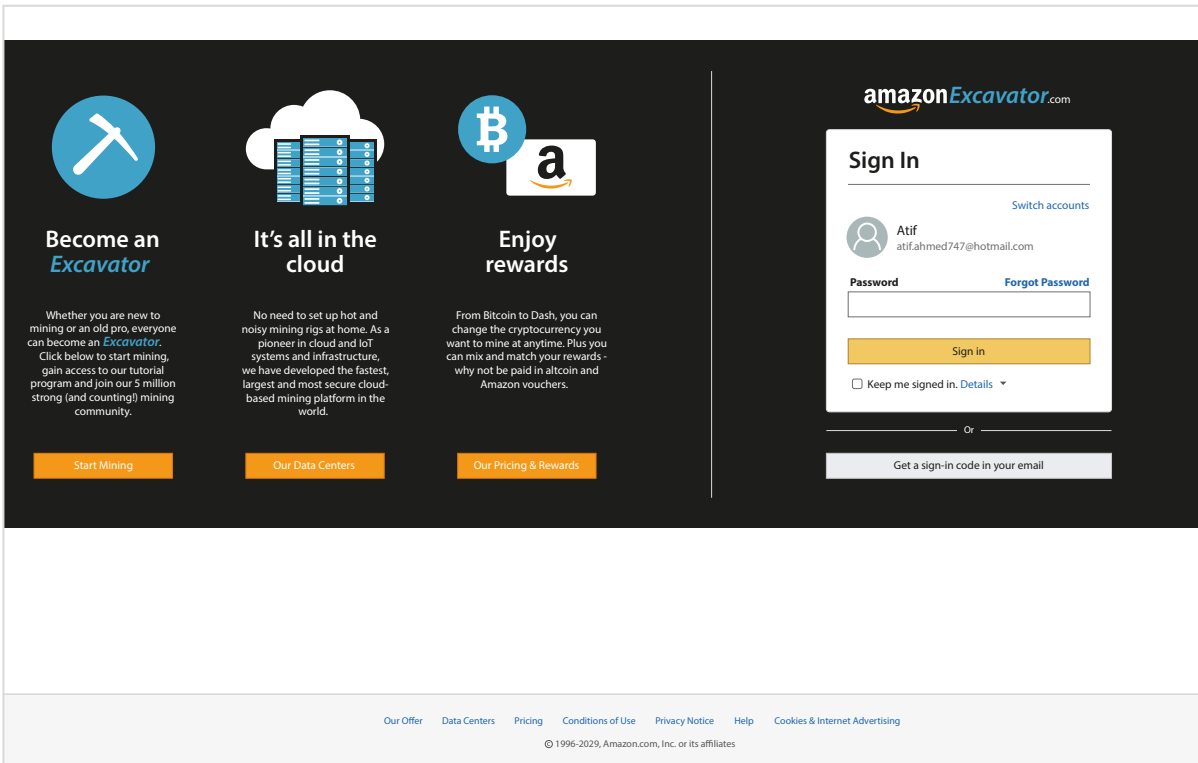 Become an
Excavator
Whether you are new to
mining or an old pro, everyone
can become an Excavator.
Click below to start mining,
gain access to our tutorial
program and join our 5 million
strong (and counting!) mining
community.
Start Mining
It's all in the
cloud
No need to set up hot and
noisy mining rigs at home. As a
pioneer in cloud and IoT
systems and infrastructure,
we have developed the fastest,
largest and most secure cloud-
based mining platform in the
world.
Our Data Centers
a
Enjoy
rewards
From Bitcoin to Dash, you can
change the cryptocurrency you
want to mine at anytime. Plus you
can mix and match your rewards -
why not be paid in altcoin and
Amazon vouchers.
Our Pricing & Rewards
amazonExcavator.com
Sign In
Switch accounts
Atif
atif.ahmed747@hotmail.com
Password Forgot Password
Sign in
Keep me signed in. Details
Or
Get a sign-in code in your email
Our Offer Data Centers Pricing Conditions of Use Privacy Notice Help Cookies & Internet Advertising
© 1996-2029, Amazon.com, Inc. or its affiliates